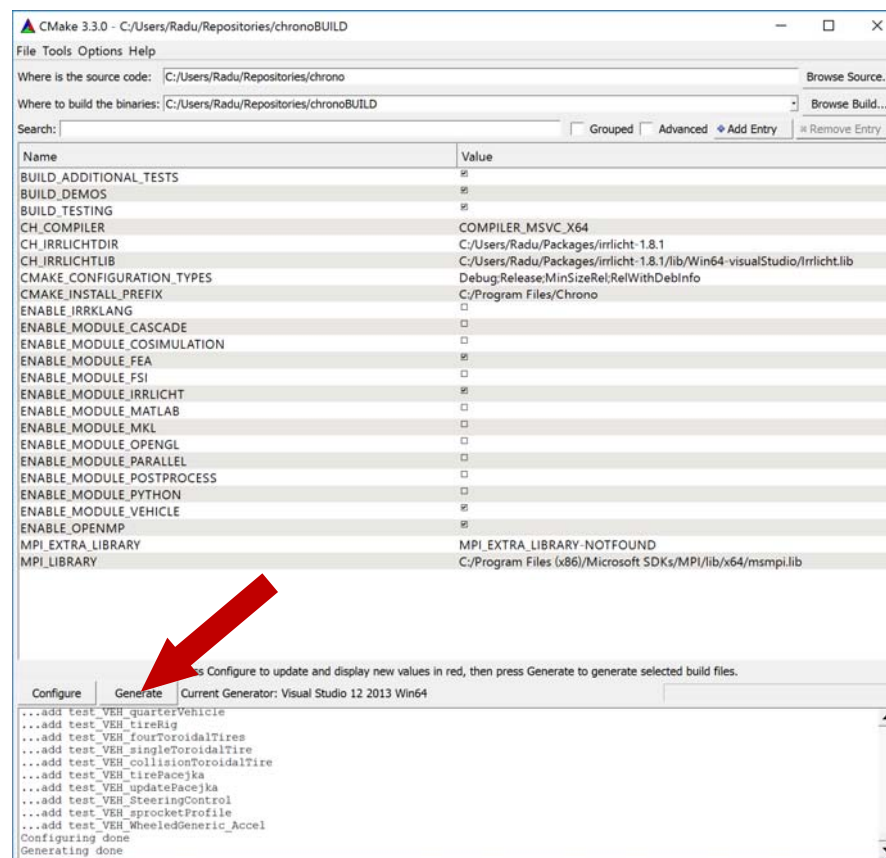 CMake 3.3.0 - C:/Users/Radu/Repositories/chronoBUILD
File Tools Options Help
Where is the source code: C:/Users/Radu/Repositories/chrono Browse Source...
Where to build the binaries: C:/Users/Radu/Repositories/chronoBUILD Browse Build...
Search: Grouped Advanced Add Entry Remove Entry
Name Value
BUILD_ADDITIONAL_TESTS
BUILD_DEMOS
BUILD_TESTING
CH_COMPILER COMPILER_MSVC_X64
CH_IRRLICHTDIR C:/Users/Radu/Packages/irrlicht-1.8.1
CH_IRRLICHTLIB C:/Users/Radu/Packages/irrlicht-1.8.1/lib/Win64-visualStudio/Irrlicht.lib
CMAKE_CONFIGURATION_TYPES Debug;Release;MinSizeRel;RelWithDebInfo
CMAKE_INSTALL_PREFIX C:/Program Files/Chrono
ENABLE_IRRKLANG
ENABLE_MODULE_CASCADE
ENABLE_MODULE_COSIMULATION
ENABLE_MODULE_FEA
ENABLE_MODULE_FSI
ENABLE_MODULE_IRRLICHT
ENABLE_MODULE_MATLAB
ENABLE_MODULE_MKL
ENABLE_MODULE_OPENGL
ENABLE_MODULE_PARALLEL
ENABLE_MODULE_POSTPROCESS
ENABLE_MODULE_PYTHON
ENABLE_MODULE_VEHICLE
ENABLE_OPENMP
MPI_EXTRA_LIBRARY MPI_EXTRA_LIBRARY-NOTFOUND
MPI_LIBRARY C:/Program Files (x86)/Microsoft SDKs/MPI/lib/x64/msmpi.lib
Configure to update and display new values in red, then press Generate to generate selected build files.
Configure Generate Current Generator: Visual Studio 12 2013 Win64
...add test_VEH_quarterVehicle
...add test_VEH_tireRig
...add test_VEH_fourToroidalTires
...add test_VEH_singleToroidalTire
...add test_VEH_collisionToroidalTire
...add test_VEH_tirePacejka
...add test_VEH_updatePacejka
...add test_VEH_SteeringControl
...add test_VEH_sprocketProfile
...add test_VEH_WheeledGeneric_Accel
Configuring done
Generating done